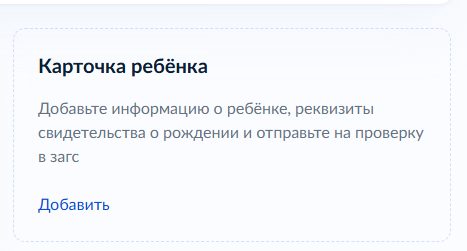 Карточка ребёнка
Добавьте информацию о ребёнке, реквизиты
свидетельства о рождении и отправьте на проверку
в загс
Добавить